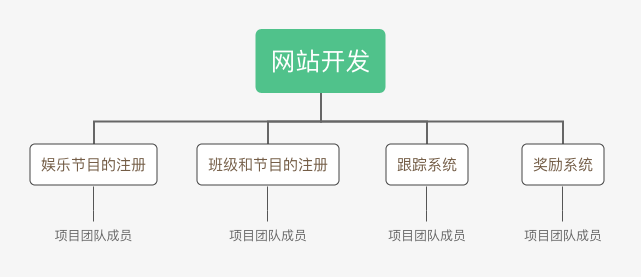 网站开发
娱乐节目的注册
班级和节目的注册
跟踪系统
奖励系统
项目团队成员
项目团队成员
项目团队成员
项目团队成员